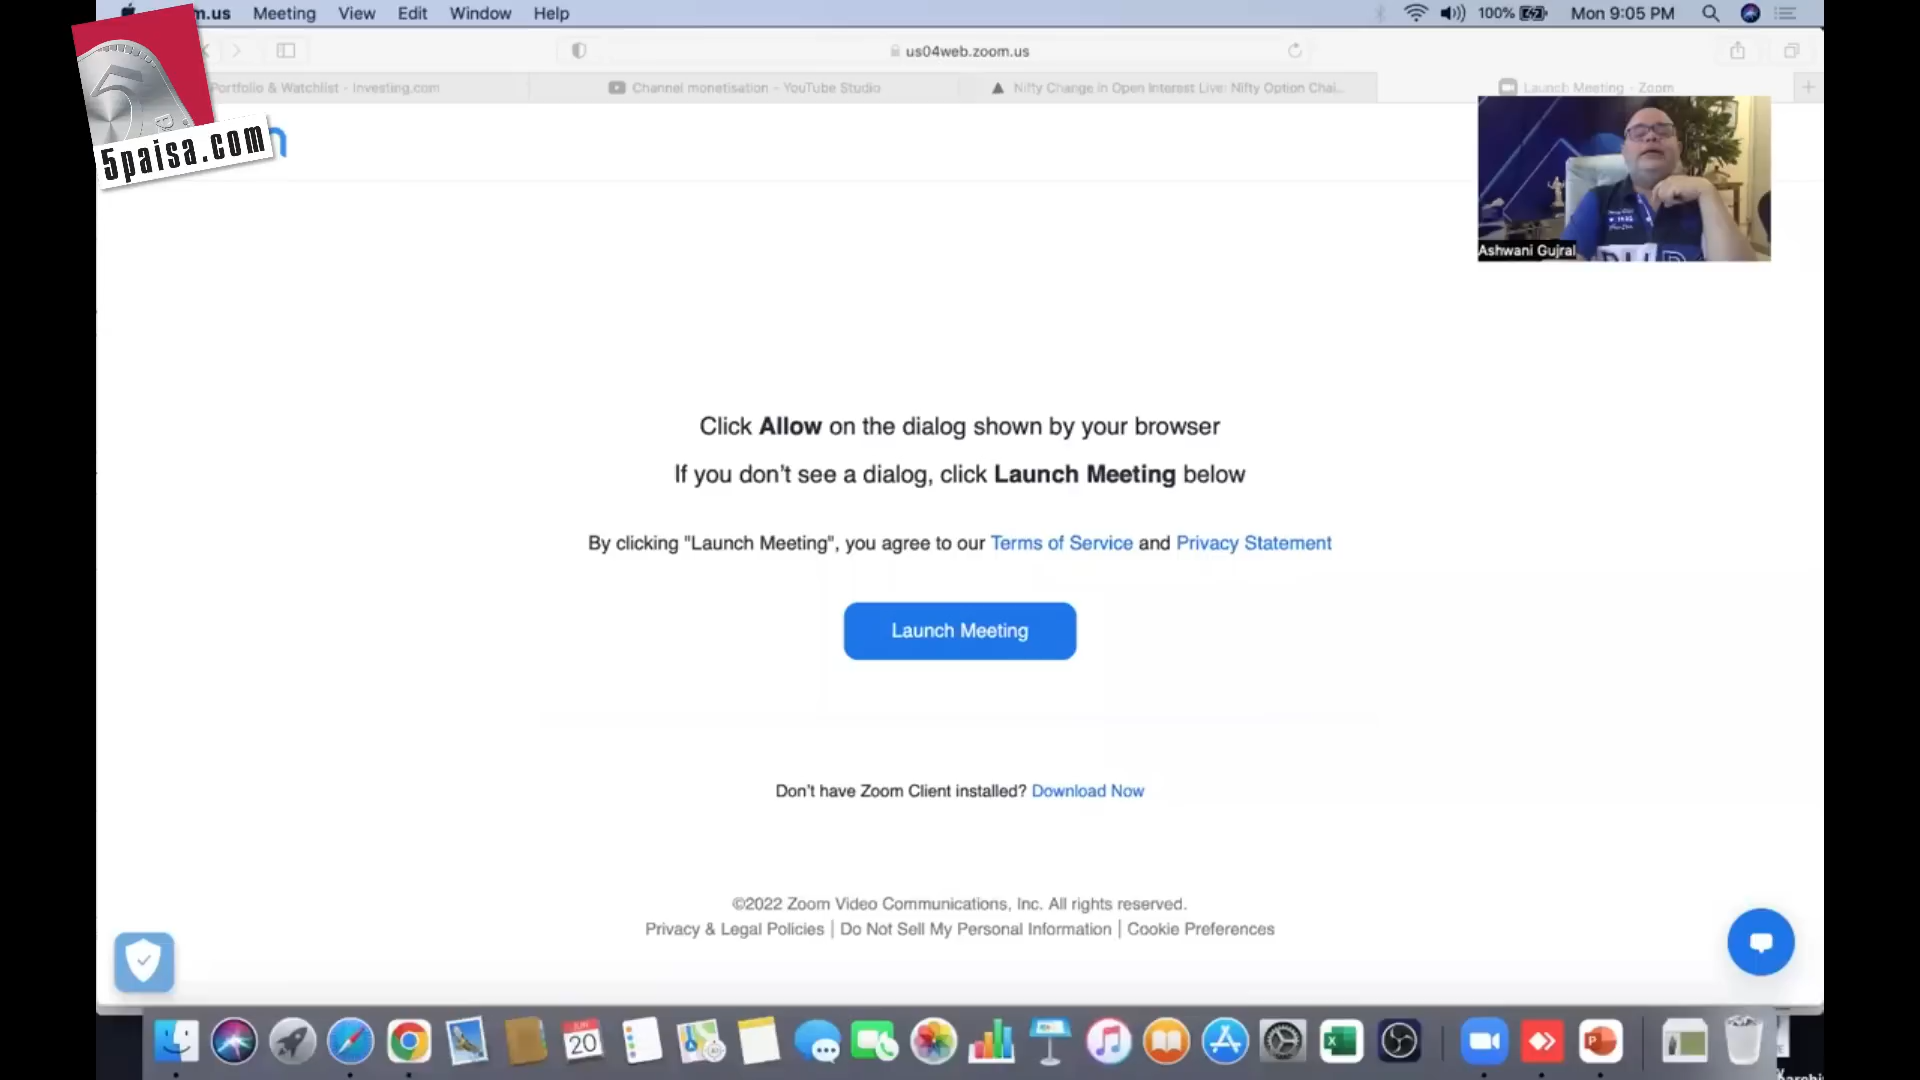 m.us Meeting View Edit Window Help 100% Mon 9:05 PM
us04web.zoom.us
Portfolio & Watchlist - Investing.com Channel monetisation - YouTube Studio Nifty Change in Open Interest Live: Nifty Option Chai... Launch Meeting - Zoom
5paisa.com
Ashwani Gujral
Click Allow on the dialog shown by your browser
If you don't see a dialog, click Launch Meeting below
By clicking "Launch Meeting", you agree to our Terms of Service and Privacy Statement
Launch Meeting
Don't have Zoom Client installed? Download Now
©2022 Zoom Video Communications, Inc. All rights reserved.
Privacy & Legal Policies | Do Not Sell My Personal Information | Cookie Preferences
JUN
20